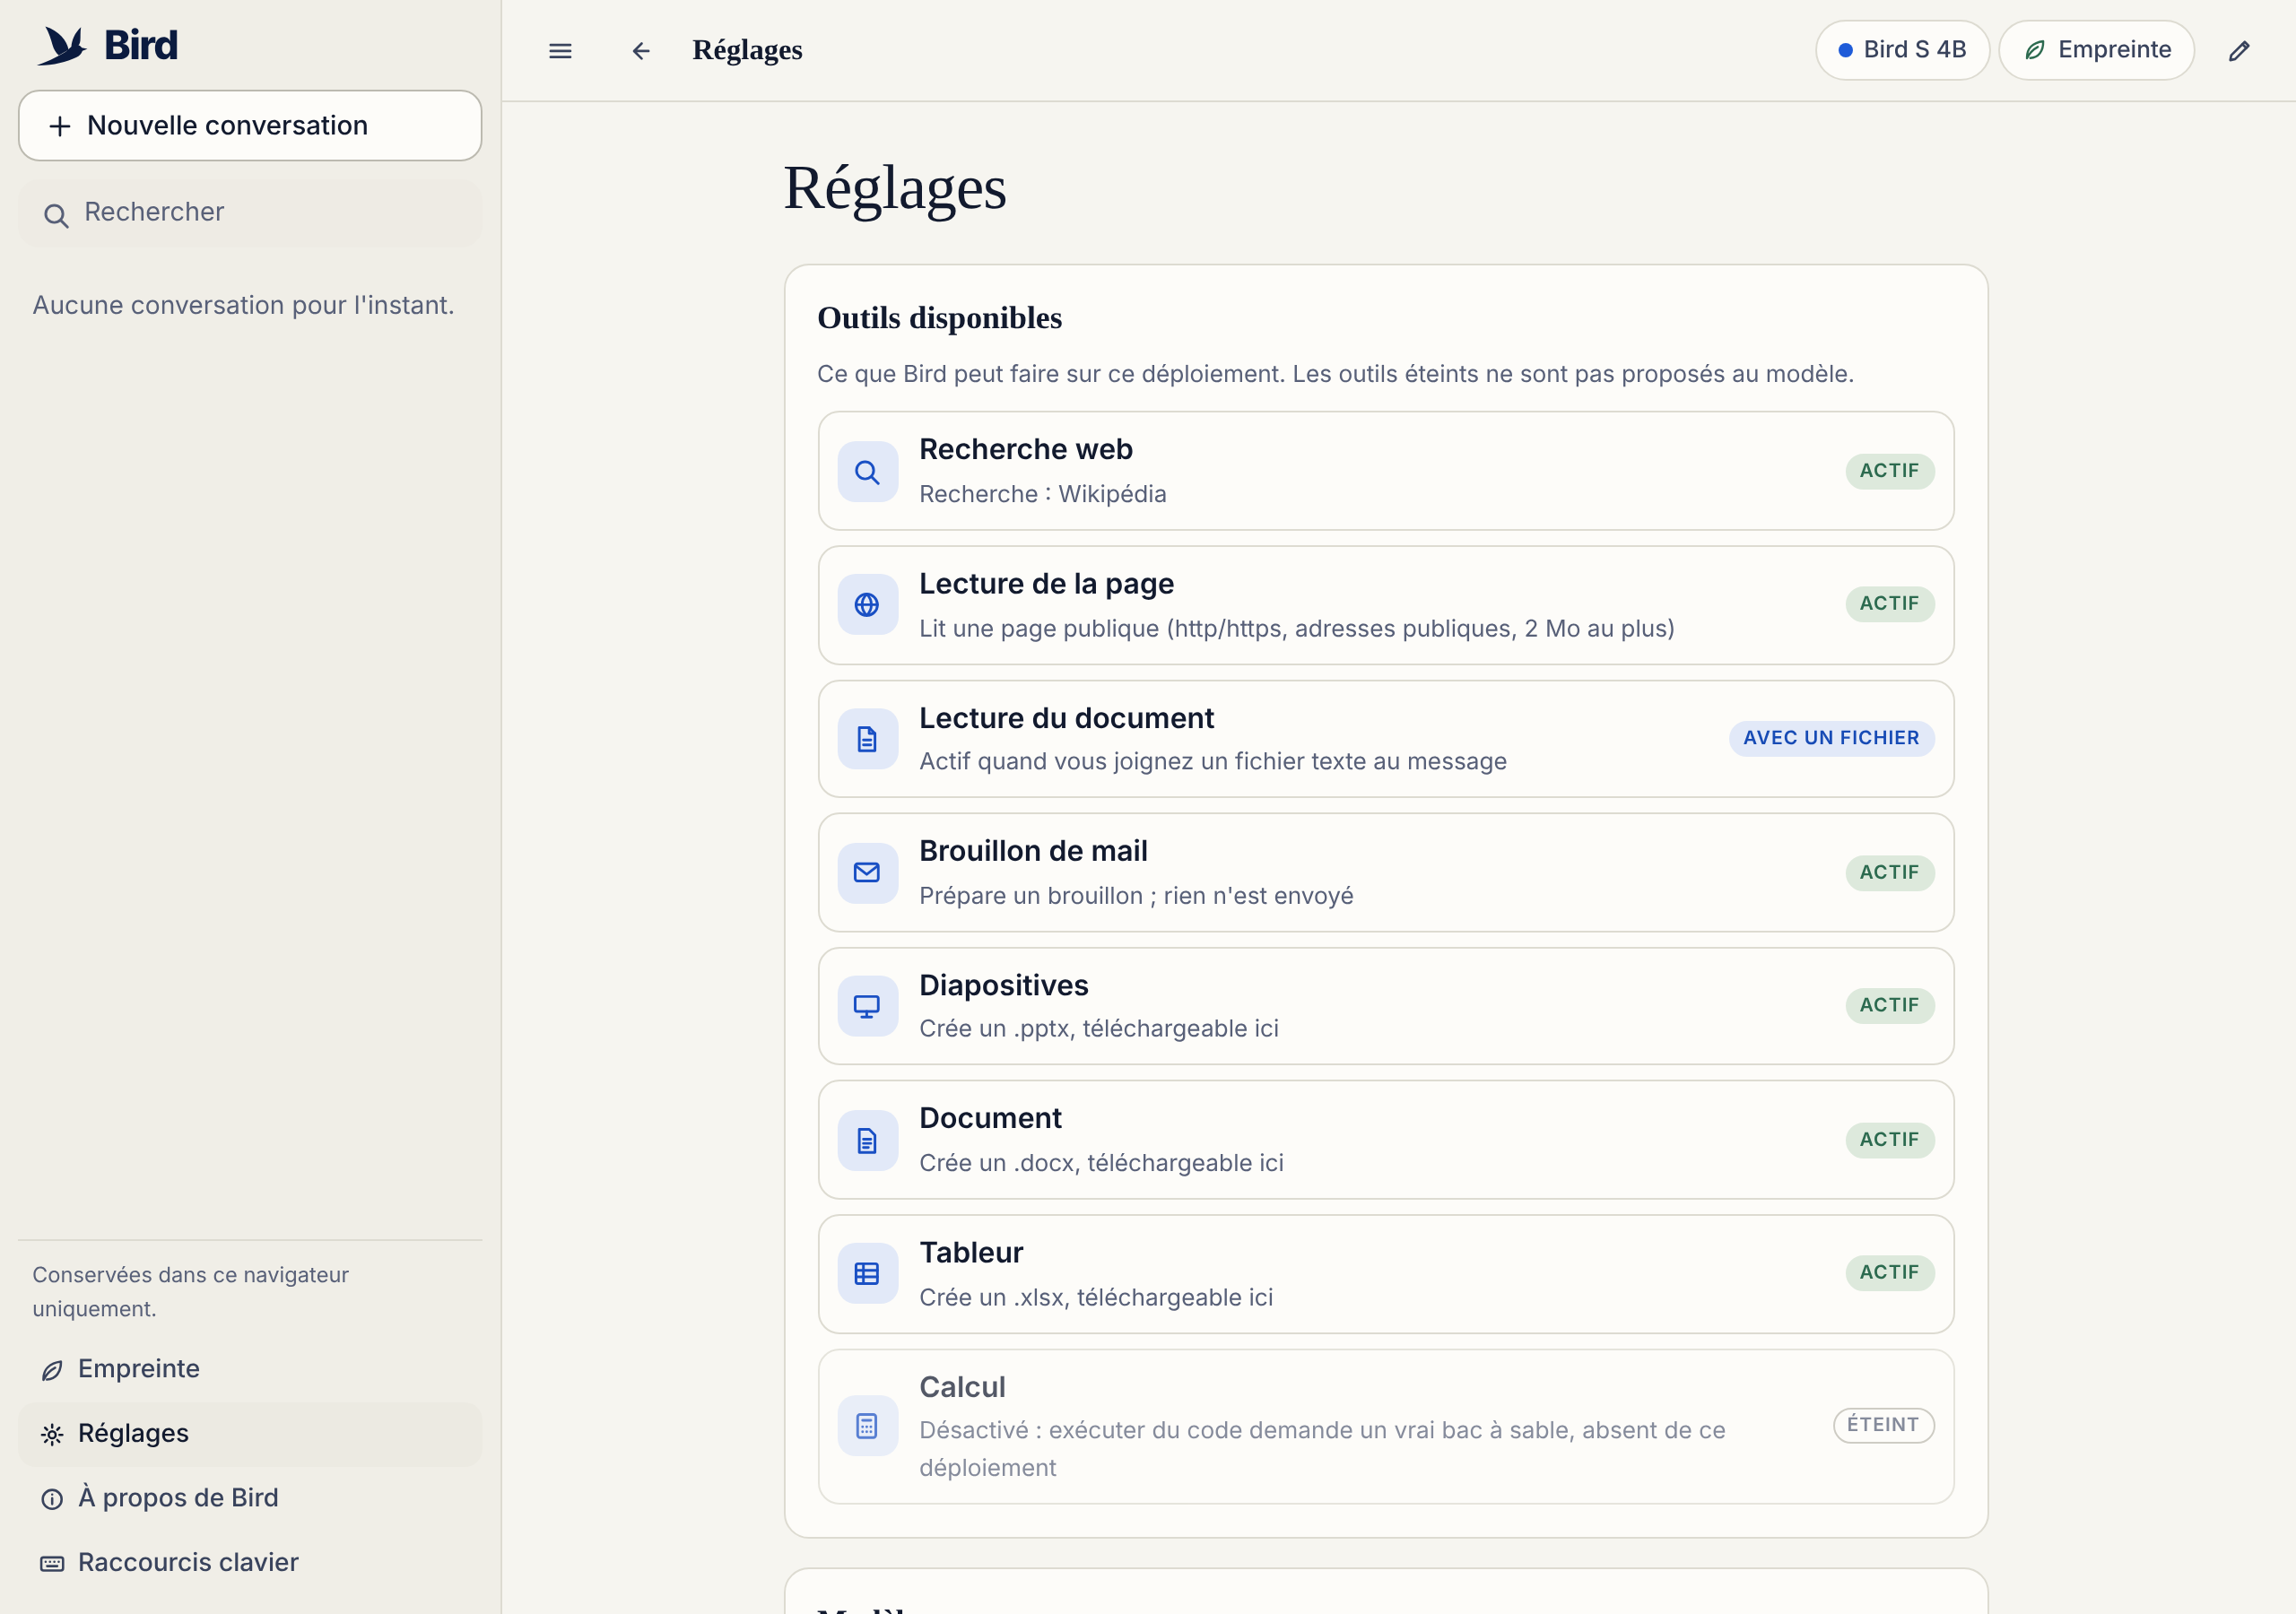 Bird
Nouvelle conversation
Rechercher
Aucune conversation pour l'instant.
Conservées dans ce navigateur
uniquement.
Empreinte
Réglages
À propos de Bird
Raccourcis clavier
Réglages
Bird S 4B
Empreinte
Réglages
Outils disponibles
Ce que Bird peut faire sur ce déploiement. Les outils éteints ne sont pas proposés au modèle.
Recherche web
Recherche : Wikipédia
ACTIF
Lecture de la page
Lit une page publique (http/https, adresses publiques, 2 Mo au plus)
ACTIF
Lecture du document
Actif quand vous joignez un fichier texte au message
AVEC UN FICHIER
Brouillon de mail
Prépare un brouillon ; rien n'est envoyé
ACTIF
Diapositives
Crée un .pptx, téléchargeable ici
ACTIF
Document
Crée un .docx, téléchargeable ici
ACTIF
Tableur
Crée un .xlsx, téléchargeable ici
ACTIF
Calcul
Désactivé : exécuter du code demande un vrai bac à sable, absent de ce
déploiement
ÉTEINT